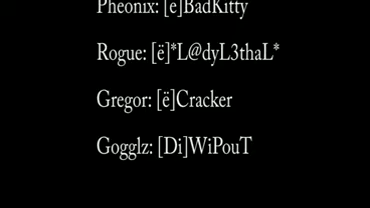 Pheonix: [ë]BadKitty
Rogue: [ë]*L@dyL3thaL*
Gregor: [ë]Cracker
Gogglz: [Di]WiPouT